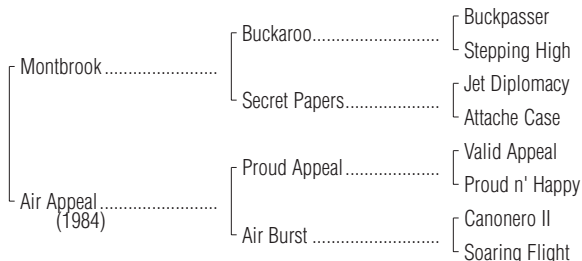 Buckpasser
Buckaroo.............................
Stepping High
Montbrook .........................
Jet Diplomacy
Secret Papers.....................
Attache Case
Valid Appeal
Proud Appeal .....................
Proud n' Happy
Air Appeal..........................
(1984)
Canonero II
Air Burst .............................
Soaring Flight